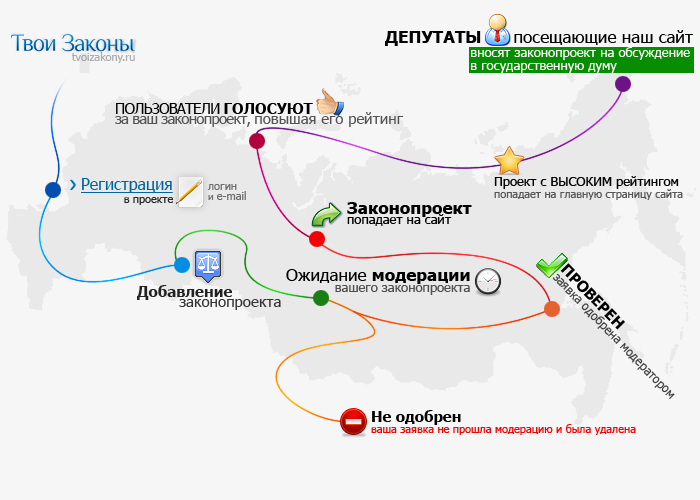 Твои Законы
tvoizakony.ru
ДЕПУТАТЫ посещающие наш сайт
вносят законопроект на обсуждение
в государственную думу
ПОЛЬЗОВАТЕЛИ ГОЛОСУЮТ
за ваш законопроект, повышая его рейтинг
Проект с ВЫСОКИМ рейтингом
попадает на главную страницу сайта
Регистрация
в проекте
логин
и e-mail
Законопроект
попадает на сайт
Добавление
законопроекта
Ожидание модерации
вашего законопроекта
ПРОВЕРЕН
заявка одобрена модератором
Не одобрен
ваша заявка не прошла модерацию и была удалена